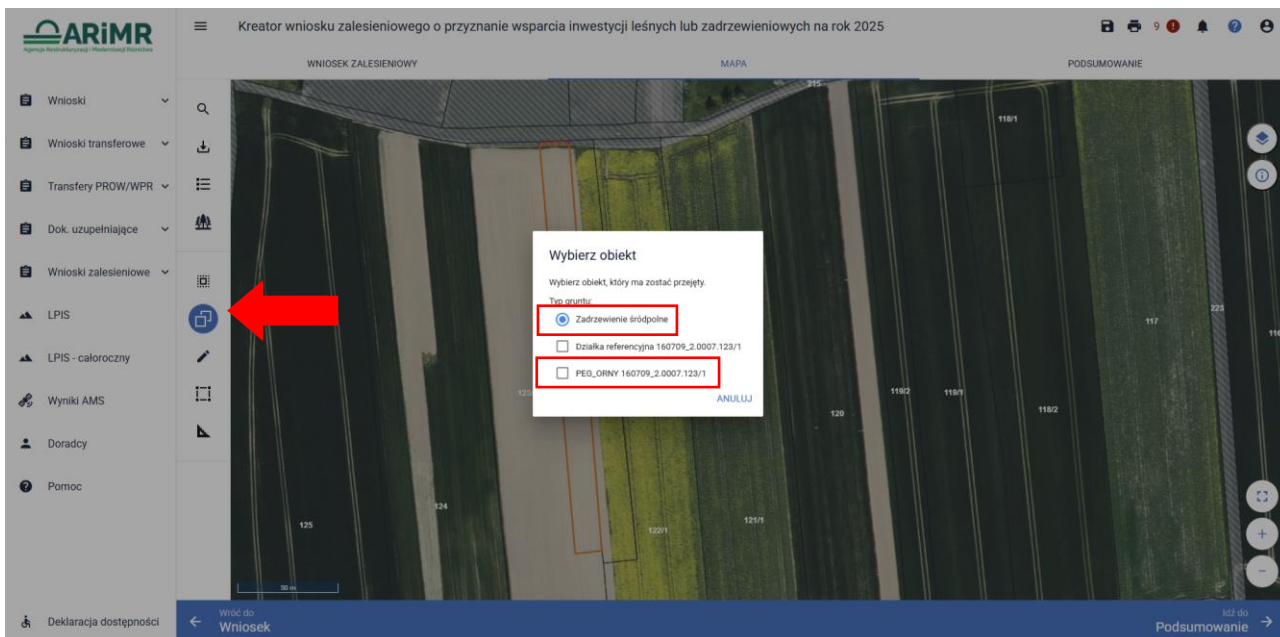 ARiMR
Agencja Restrukturyzacji i Modernizacji Rolnictwa
Kreator wniosku zalesieniowego o przyznanie wsparcia inwestycji leśnych lub zadrzewieniowych na rok 2025
9
WNIOSEK ZALESIENIOWY
MAPA
PODSUMOWANIE
Wnioski
Wnioski transferowe
Transfery PROW/WPR
Dok. uzupełniające
Wnioski zalesieniowe
LPIS
LPIS - całoroczny
Wyniki AMS
Doradcy
Pomoc
Deklaracja dostępności
215
118/1
Wybierz obiekt
Wybierz obiekt, który ma zostać przejęty.
Typ gruntu:
Zadrzewienie śródpolne
Działka referencyjna 160709_2.0007.123/1
PEG_ORNY 160709_2.0007.123/1
ANULUJ
223
117
119/2
119/1
118/2
120
124
125
122/1
121/1
50 m
Wróć do
Wniosek
Idź do
Podsumowanie